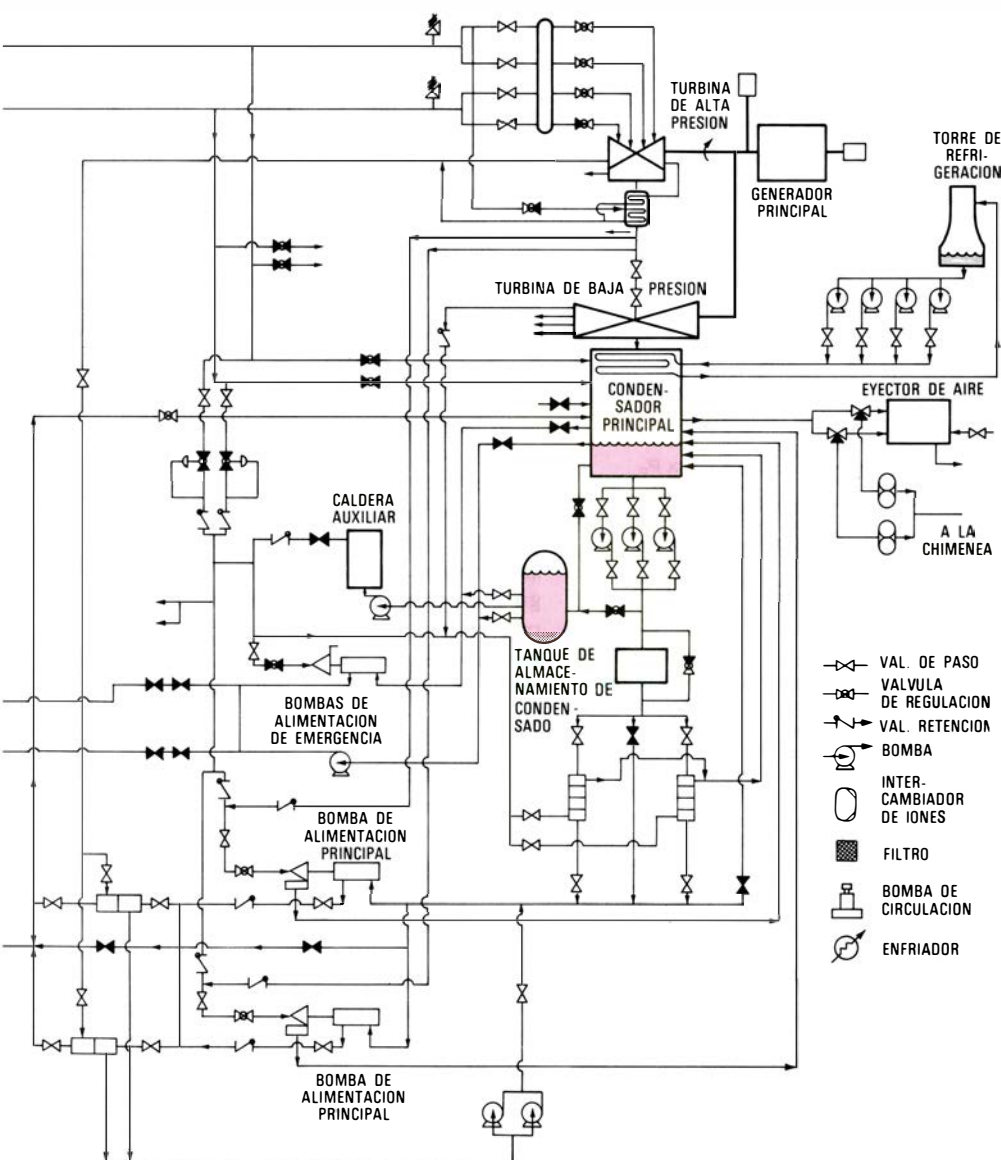 TURBINA
DE ALTA
PRESION
GENERADOR
PRINCIPAL
TORRE DE
REFRI-
GERACION
TURBINA DE BAJA PRESION
CONDEN-
SADOR
PRINCIPAL
EYECTOR DE AIRE
A LA
CHIMENEA
CALDERA
AUXILIAR
TANQUE DE
ALMACE-
NAMIENTO DE
CONDEN-
SADO
BOMBAS DE
ALIMENTACION
DE EMERGENCIA
BOMBA DE
ALIMENTACION
PRINCIPAL
BOMBA DE
ALIMENTACION
PRINCIPAL
VAL. DE PASO
VALVULA
DE REGULACION
VAL. RETENCION
BOMBA
INTER-
CAMBIADOR
DE IONES
FILTRO
BOMBA DE
CIRCULACION
ENFRIADOR